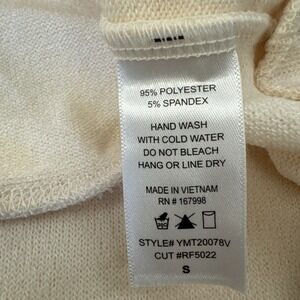 95% POLYESTER
5% SPANDEX
HAND WASH
WITH COLD WATER
DO NOT BLEACH
HANG OR LINE DRY
MADE IN VIETNAM
RN # 167998
STYLE# YMT20078V
CUT #RF5022
S